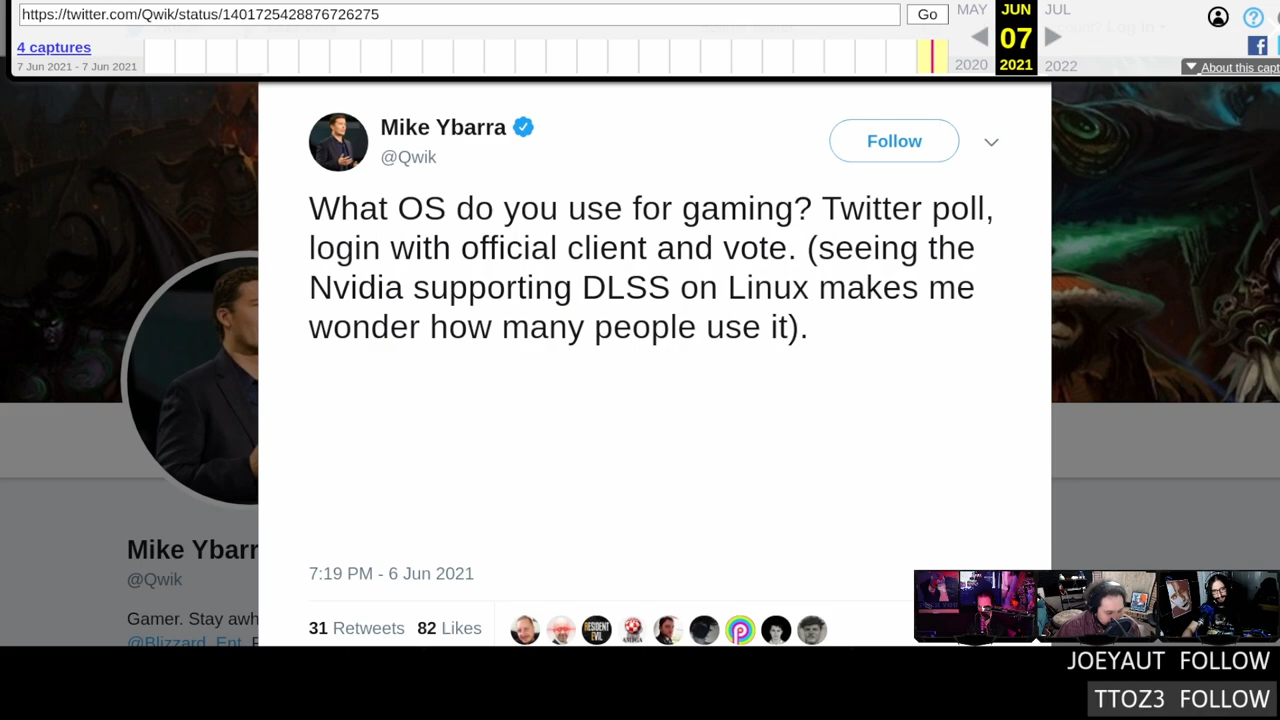 https://twitter.com/Qwik/status/1401725428876726275
Go
MAY JUN JUL
4 captures
07
7 Jun 2021 - 7 Jun 2021
2020 2021 2022
About this capt
Mike Ybarra
@Qwik
Follow
What OS do you use for gaming? Twitter poll,
login with official client and vote. (seeing the
Nvidia supporting DLSS on Linux makes me
wonder how many people use it).
7:19 PM - 6 Jun 2021
31 Retweets 82 Likes
Mike Ybarr
@Qwik
Gamer. Stay awh
@Blizzard_Ent
RESIDENT
EVIL
JOEYAUT FOLLOW
TTOZ3 FOLLOW